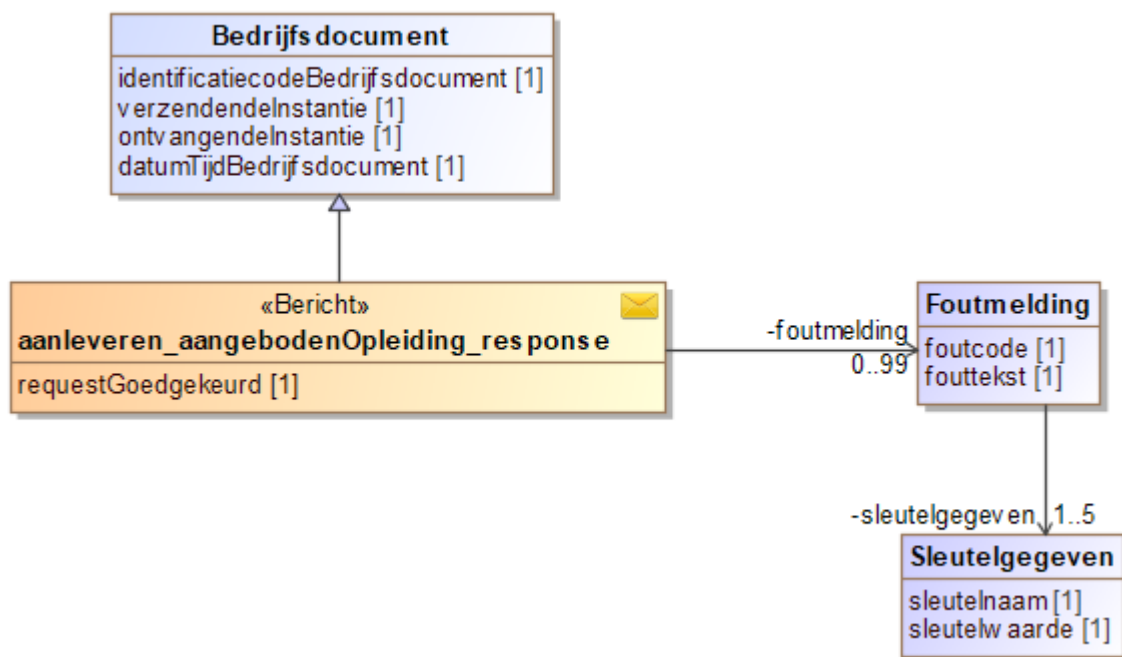 Bedrijfsdocument
identificatiecodeBedrijfsdocument [1]
verzendendeInstantie [1]
ontvangendeInstantie [1]
datumTijdBedrijfsdocument [1]
«Bericht»
aanleveren_aangebodenOpleiding_response
requestGoedgekeurd [1]
-foutmelding
0..99
Foutmelding
foutcode [1]
fouttekst [1]
-sleutelgegeven 1..5
Sleutelgegeven
sleutelnaam [1]
sleutelwaarde [1]